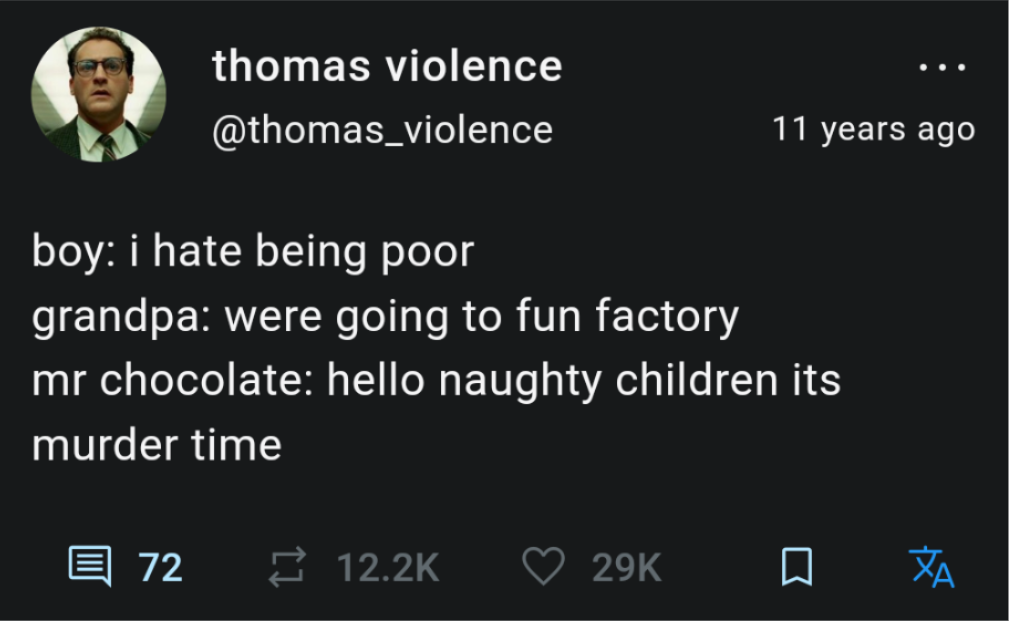 thomas violence
@thomas_violence
11 years ago
boy: i hate being poor
grandpa: were going to fun factory
mr chocolate: hello naughty children its
murder time
72 12.2K 29K